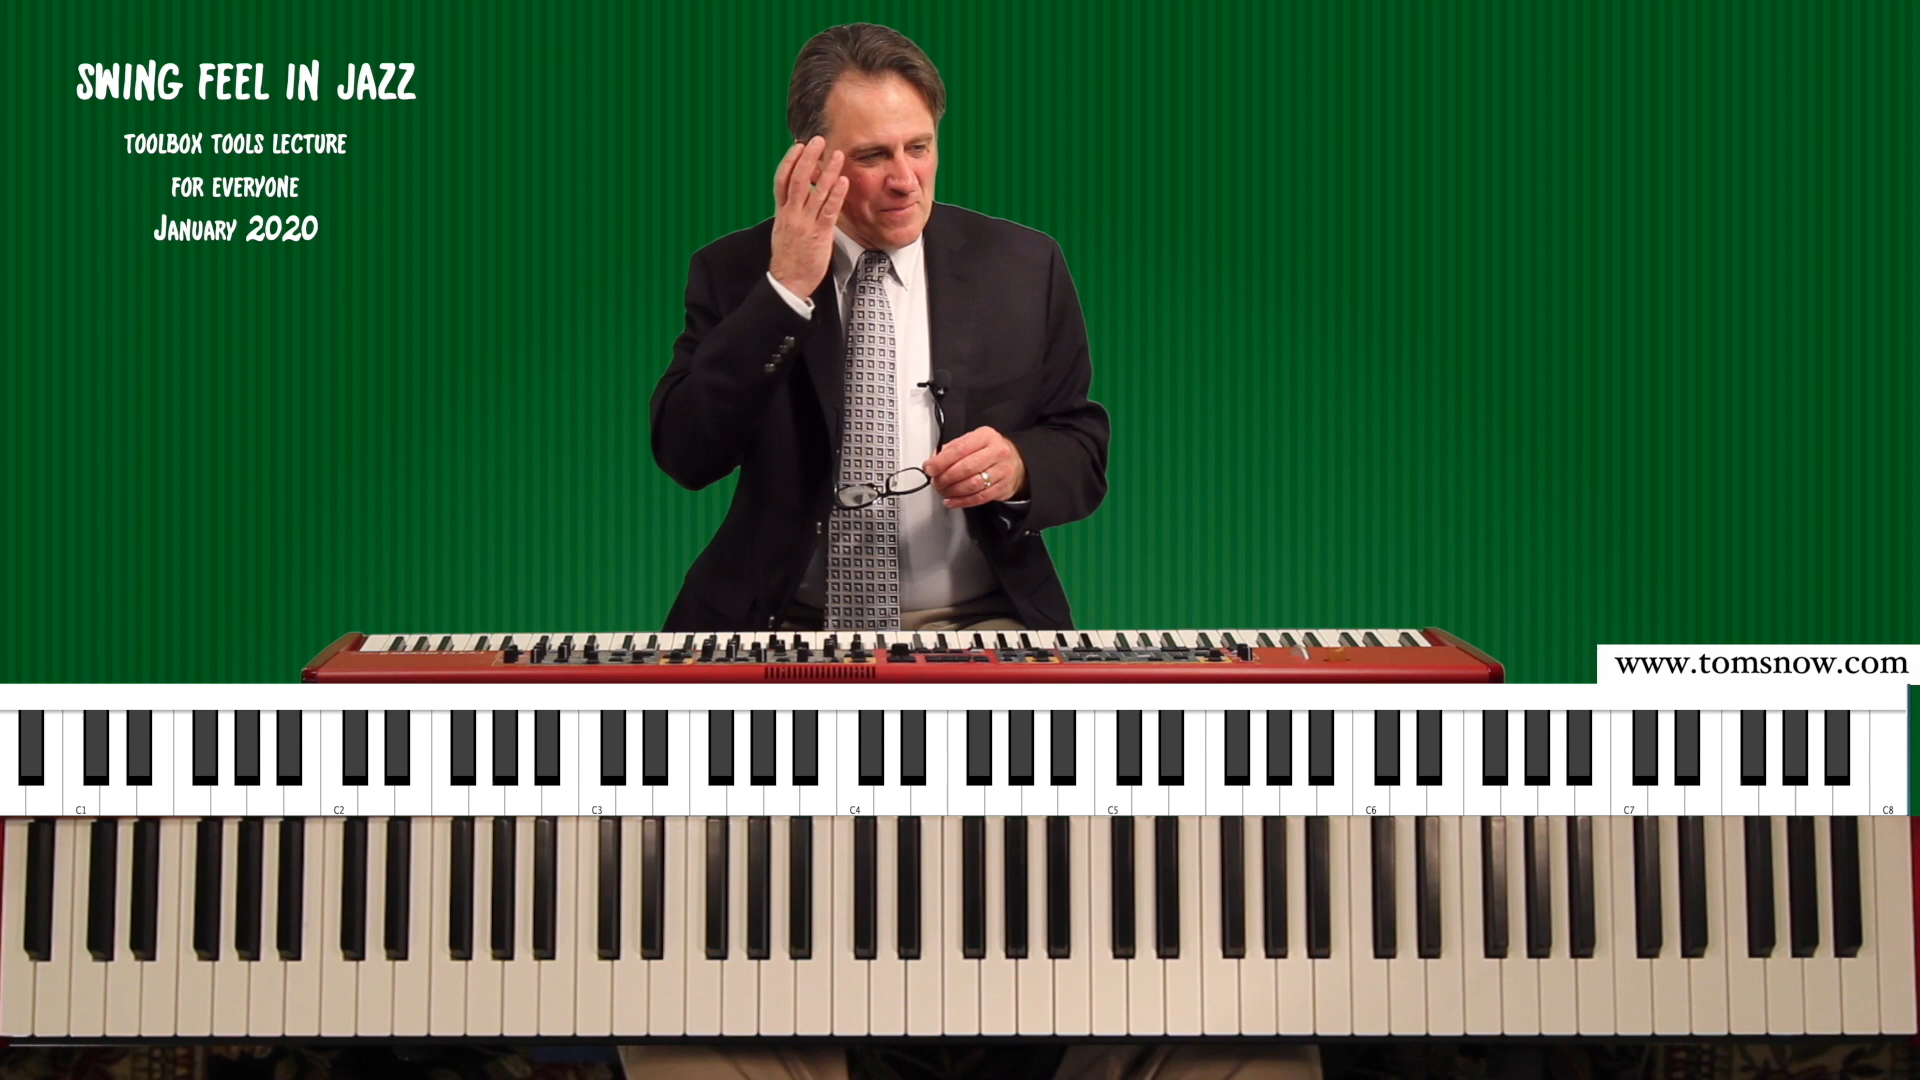 SWING FEEL IN JAZZ
TOOLBOX TOOLS LECTURE
FOR EVERYONE
JANUARY 2020
www.tomsnow.com
C1 C2 C3 C4 C5 C6 C7 C8